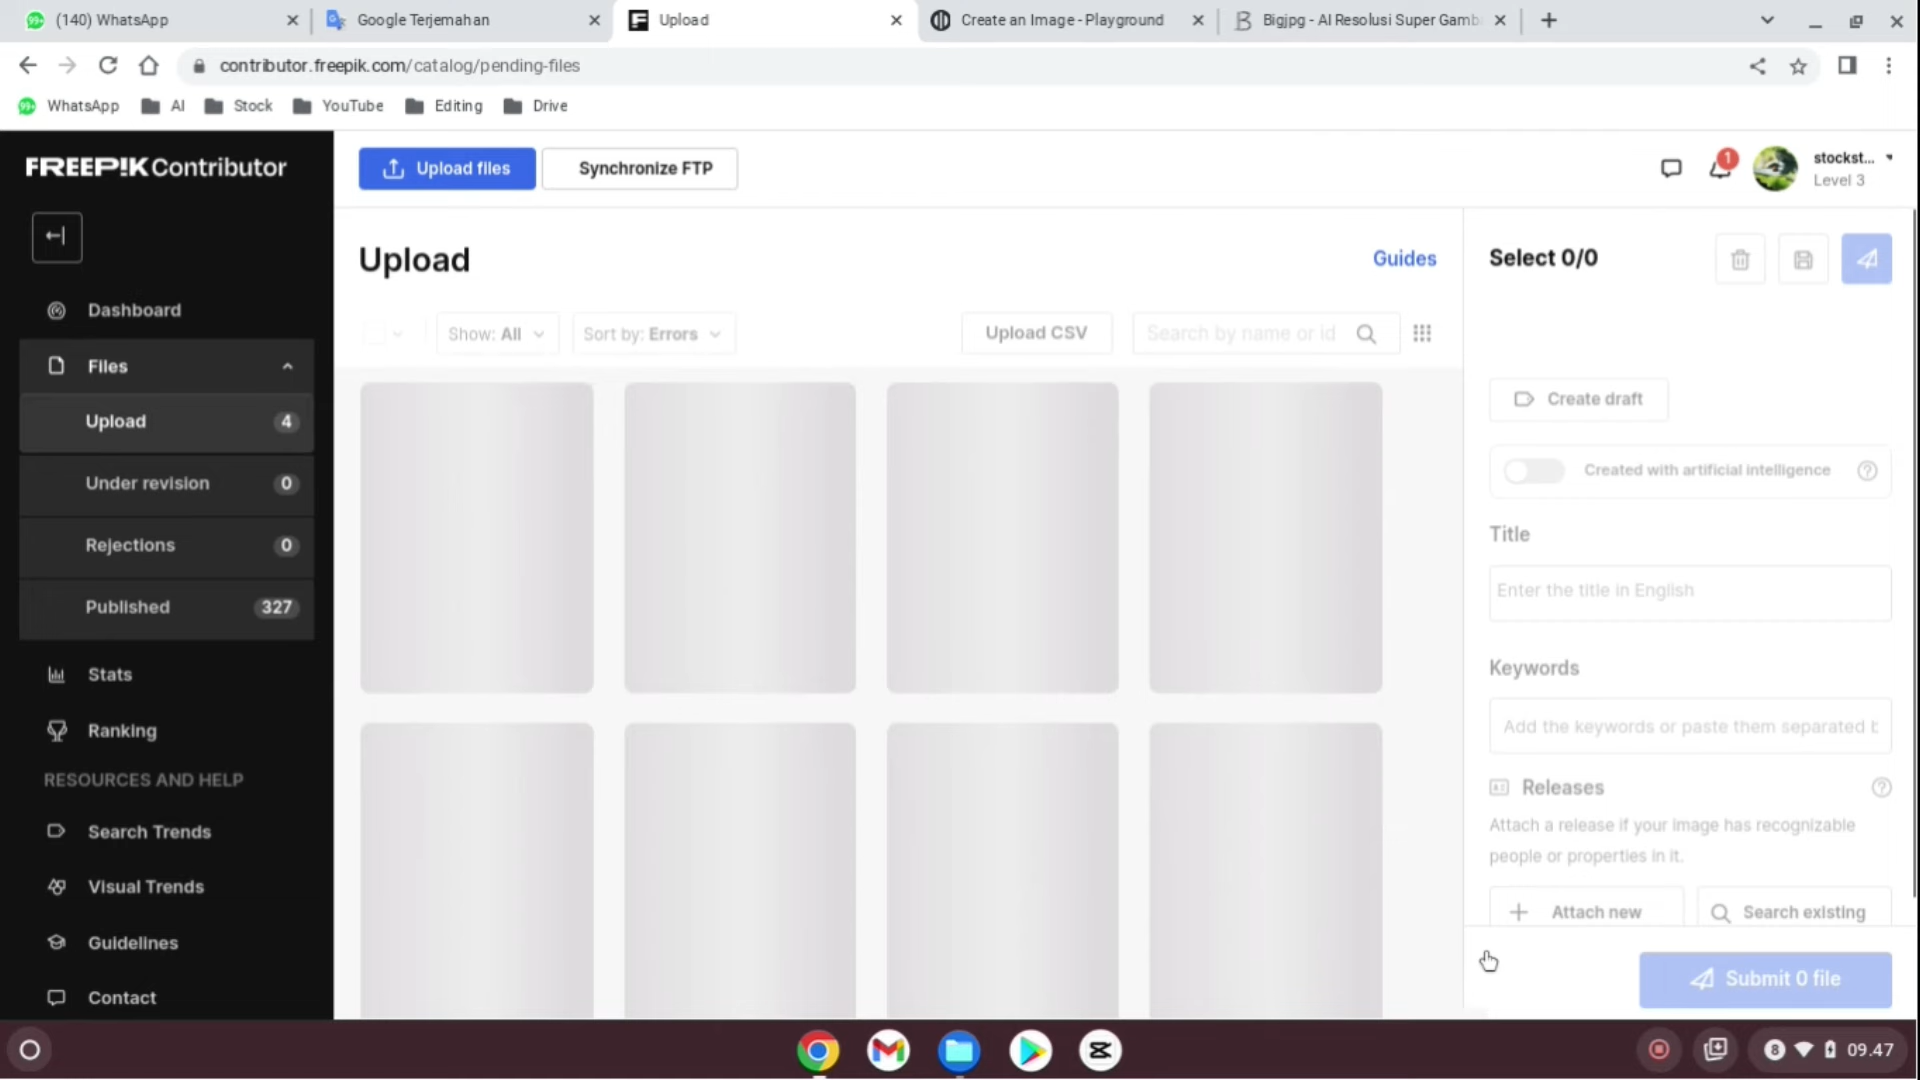 (140) WhatsApp
Google Terjemahan
Upload
Create an Image - Playground
Bigjpg - AI Resolusi Super Gamb
contributor.freepik.com/catalog/pending-files
WhatsApp
AI
Stock
YouTube
Editing
Drive
FREEP!K Contributor
Upload files
Synchronize FTP
1
stockst...
Level 3
Upload
Guides
Select 0/0
Dashboard
Show: All
Sort by: Errors
Upload CSV
Search by name or id
Files
Create draft
Upload 4
Created with artificial intelligence
Under revision 0
Title
Rejections 0
Enter the title in English
Published 327
Keywords
Stats
Add the keywords or paste them separated b
Ranking
RESOURCES AND HELP
Releases
Attach a release if your image has recognizable
people or properties in it.
Search Trends
Visual Trends
Attach new
Search existing
Guidelines
Submit 0 file
Contact
8
09.47